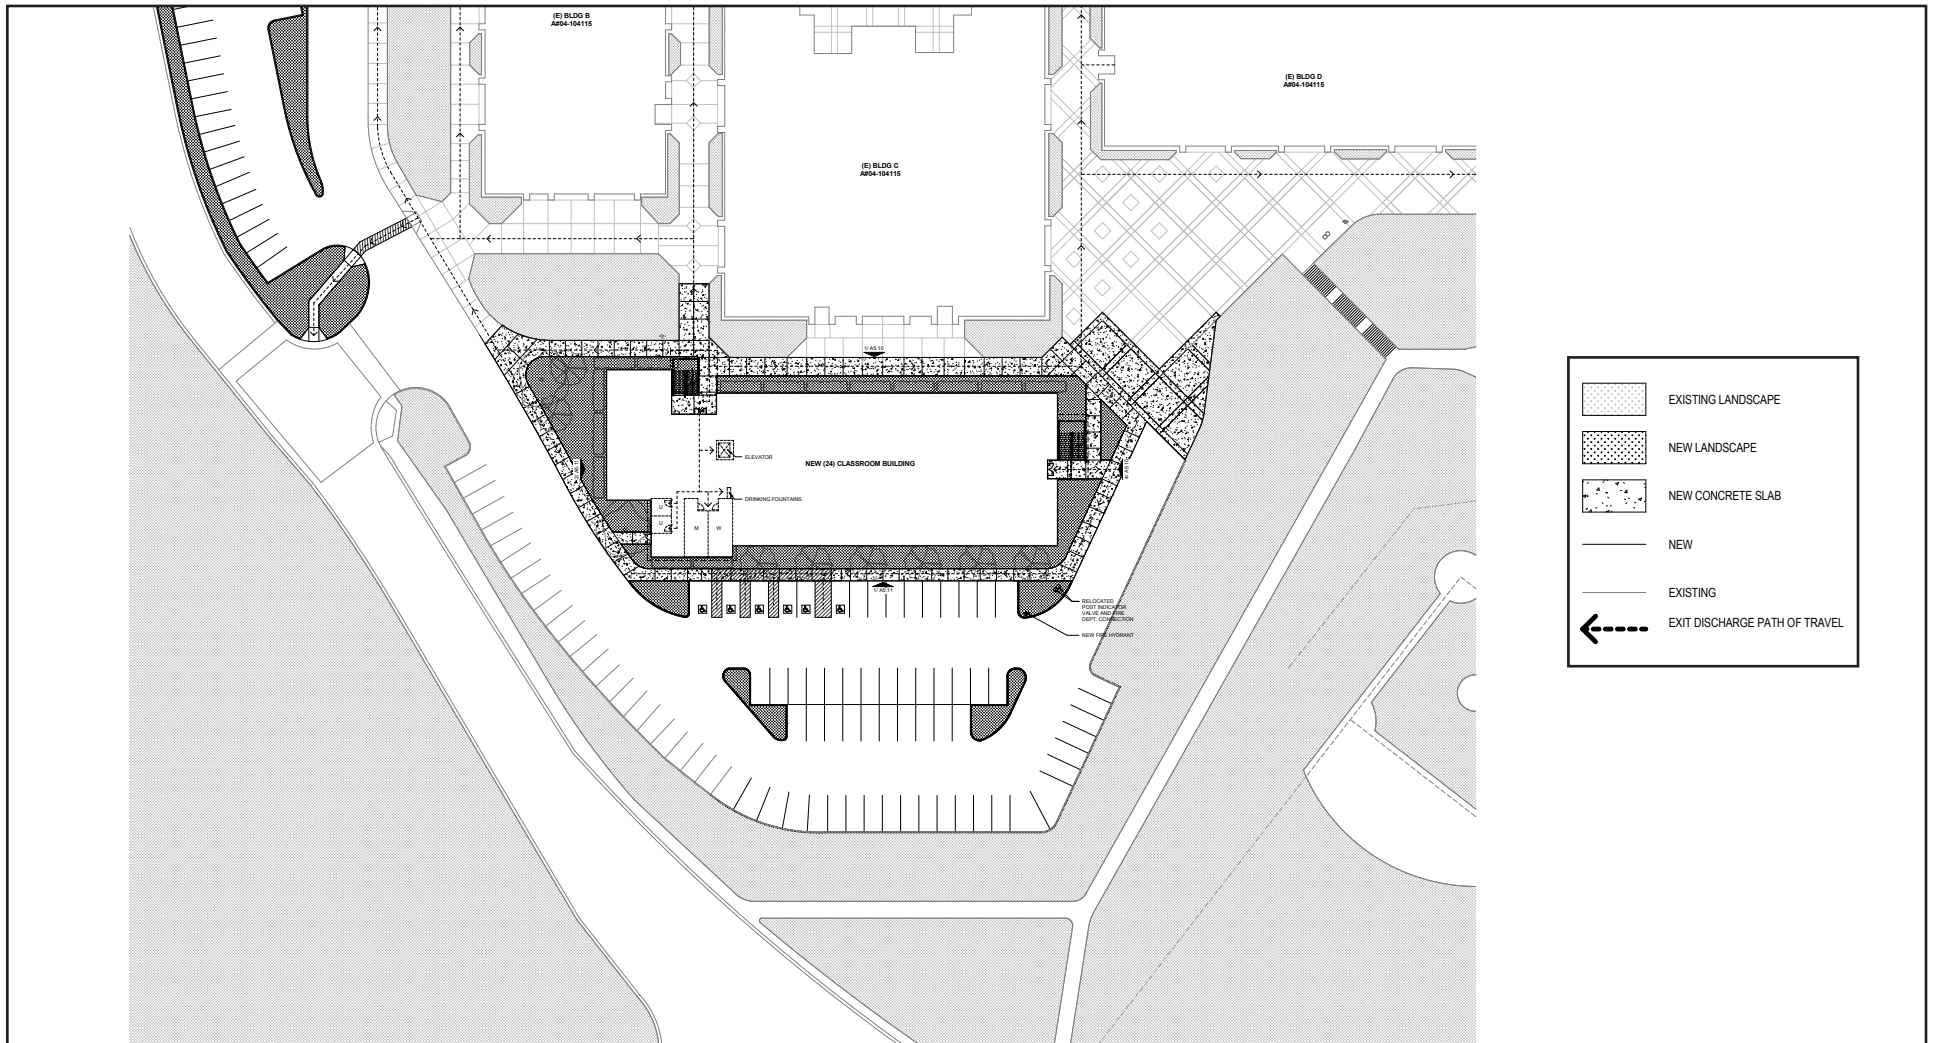 (E) BLDG B
A#04-104115
(E) BLDG D
A#04-104115
(E) BLDG C
A#04-104115
1/ A5.10
EXISTING LANDSCAPE
NEW LANDSCAPE
NEW CONCRETE SLAB
NEW
EXISTING
EXIT DISCHARGE PATH OF TRAVEL
ELEVATOR
NEW (24) CLASSROOM BUILDING
DRINKING FOUNTAINS
U
U
M
W
1/ A5.11
RELOCATED
POST INDICATOR
VALVE AND FIRE
DEPT. CONNECTION
NEW FIRE HYDRANT